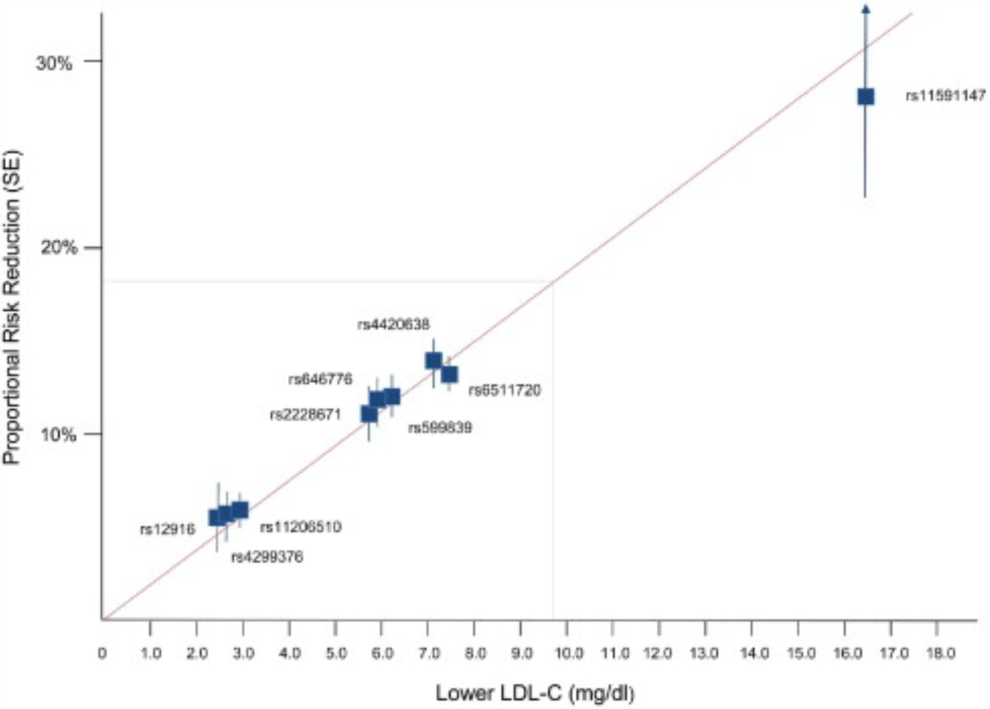 Proportional Risk Reduction (SE)
30%
20%
10%
rs11591147
rs4420638
rs646776
rs6511720
rs2228671
rs599839
rs12916
rs11206510
rs4299376
0 1.0 2.0 3.0 4.0 5.0 6.0 7.0 8.0 9.0 10.0 11.0 12.0 13.0 14.0 15.0 16.0 17.0 18.0
Lower LDL-C (mg/dl)